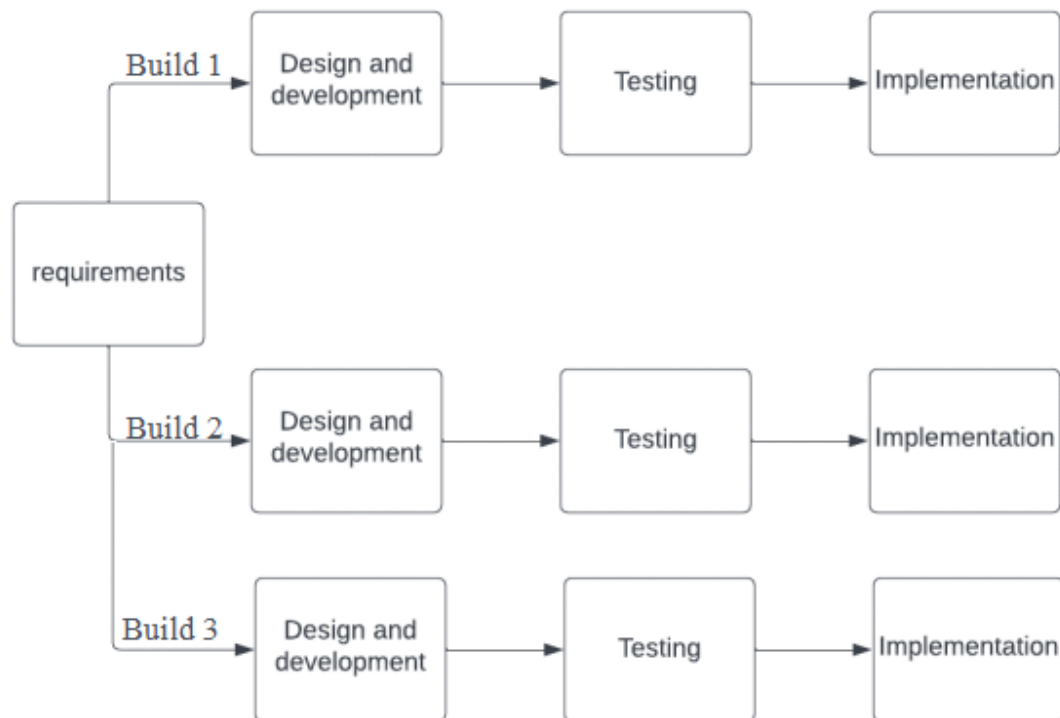 Build 1
Design and
development
Testing
Implementation
requirements
Build 2
Design and
development
Testing
Implementation
Build 3
Design and
development
Testing
Implementation